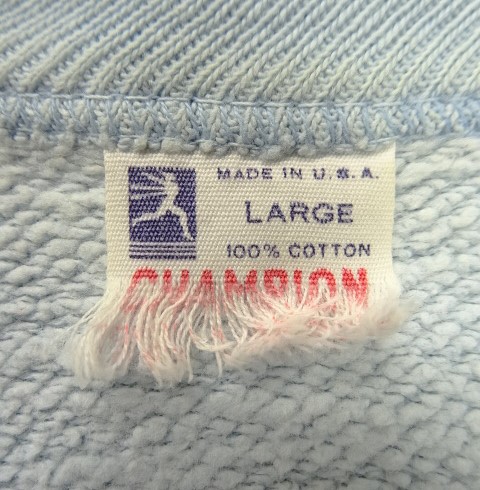 MADE IN U.S.A.
LARGE
100% COTTON
CHAMPION